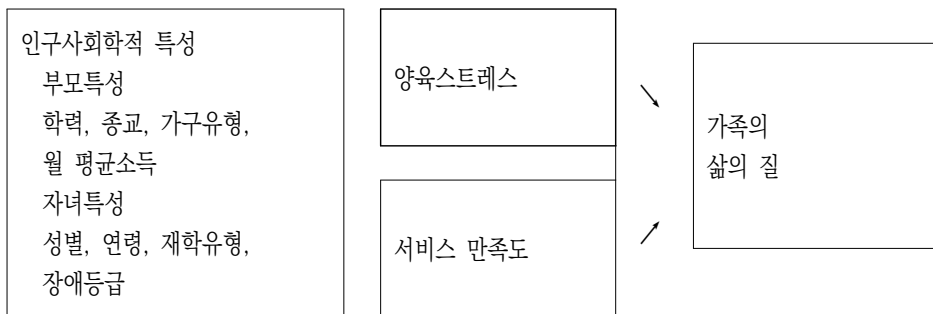 인구사회학적 특성
부모특성
학력, 종교, 가구유형,
월 평균소득
자녀특성
성별, 연령, 재학유형,
장애등급
양육스트레스
서비스 만족도
가족의
삶의 질